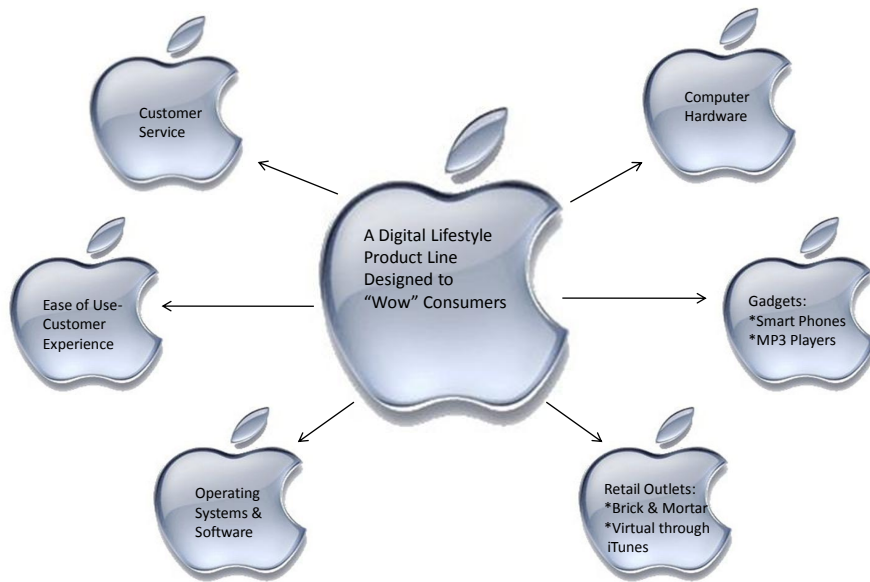 Customer
Service
Computer
Hardware
A Digital Lifestyle
Product Line
Designed to
“Wow” Consumers
Ease of Use-
Customer
Experience
Gadgets:
*Smart Phones
*MP3 Players
Operating
Systems &
Software
Retail Outlets:
*Brick & Mortar
*Virtual through
iTunes